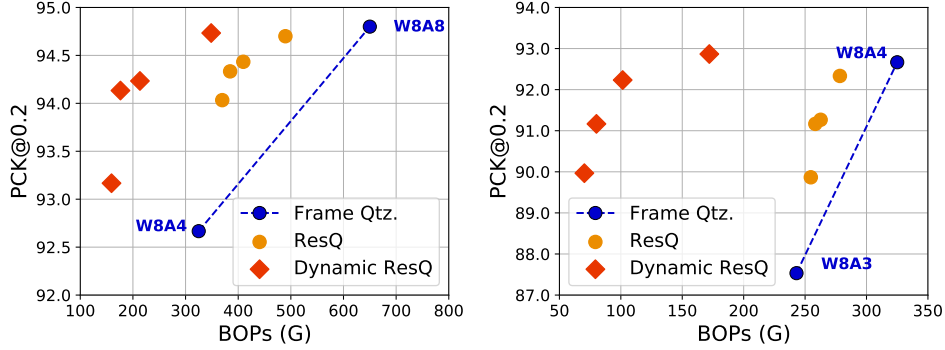 95.0
94.5
94.0
93.5
93.0
92.5
92.0
PCK@0.2
W8A8
W8A4
Frame Qtz.
ResQ
Dynamic ResQ
100 200 300 400 500 600 700 800
BOPs (G)
94.0
93.0
92.0
91.0
90.0
89.0
88.0
87.0
PCK@0.2
W8A4
W8A3
Frame Qtz.
ResQ
Dynamic ResQ
50 100 150 200 250 300 350
BOPs (G)